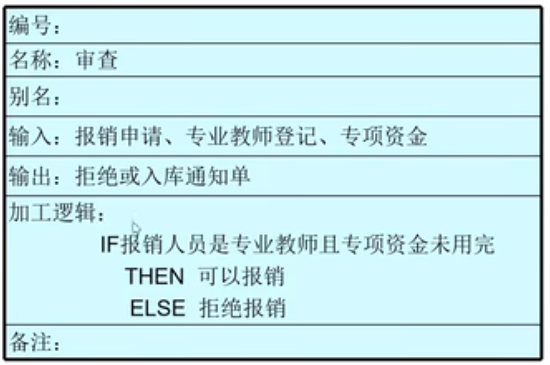 编号：
名称：审查
别名：
输入：报销申请、专业教师登记、专项资金
输出：拒绝或入库通知单
加工逻辑：
IF报销人员是专业教师且专项资金未用完
THEN 可以报销
ELSE 拒绝报销
备注：